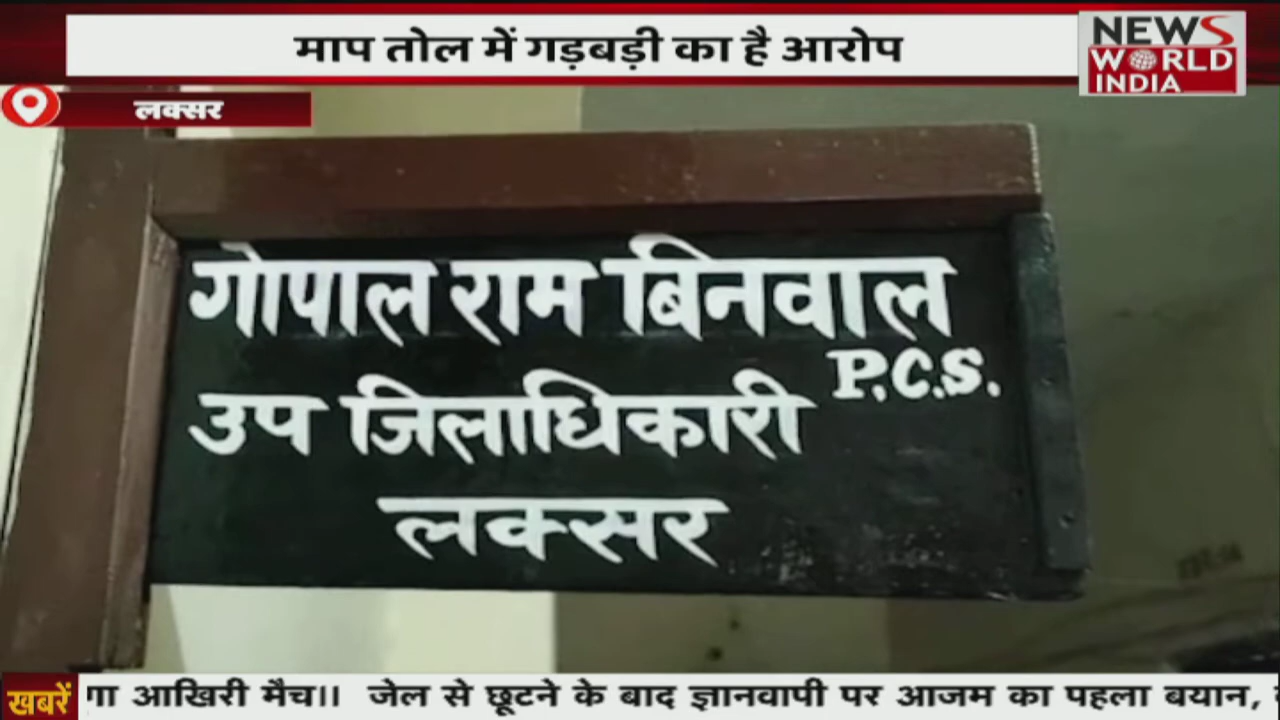 माप तोल में गड़बड़ी का है आरोप
NEWS
WORLD
INDIA
लक्सर
गोपाल राम बिनवाल
P.C.S.
उप जिलाधिकारी
लक्सर
खबरें
गा आखिरी मैच।। जेल से छूटने के बाद ज्ञानवापी पर आजम का पहला बयान,